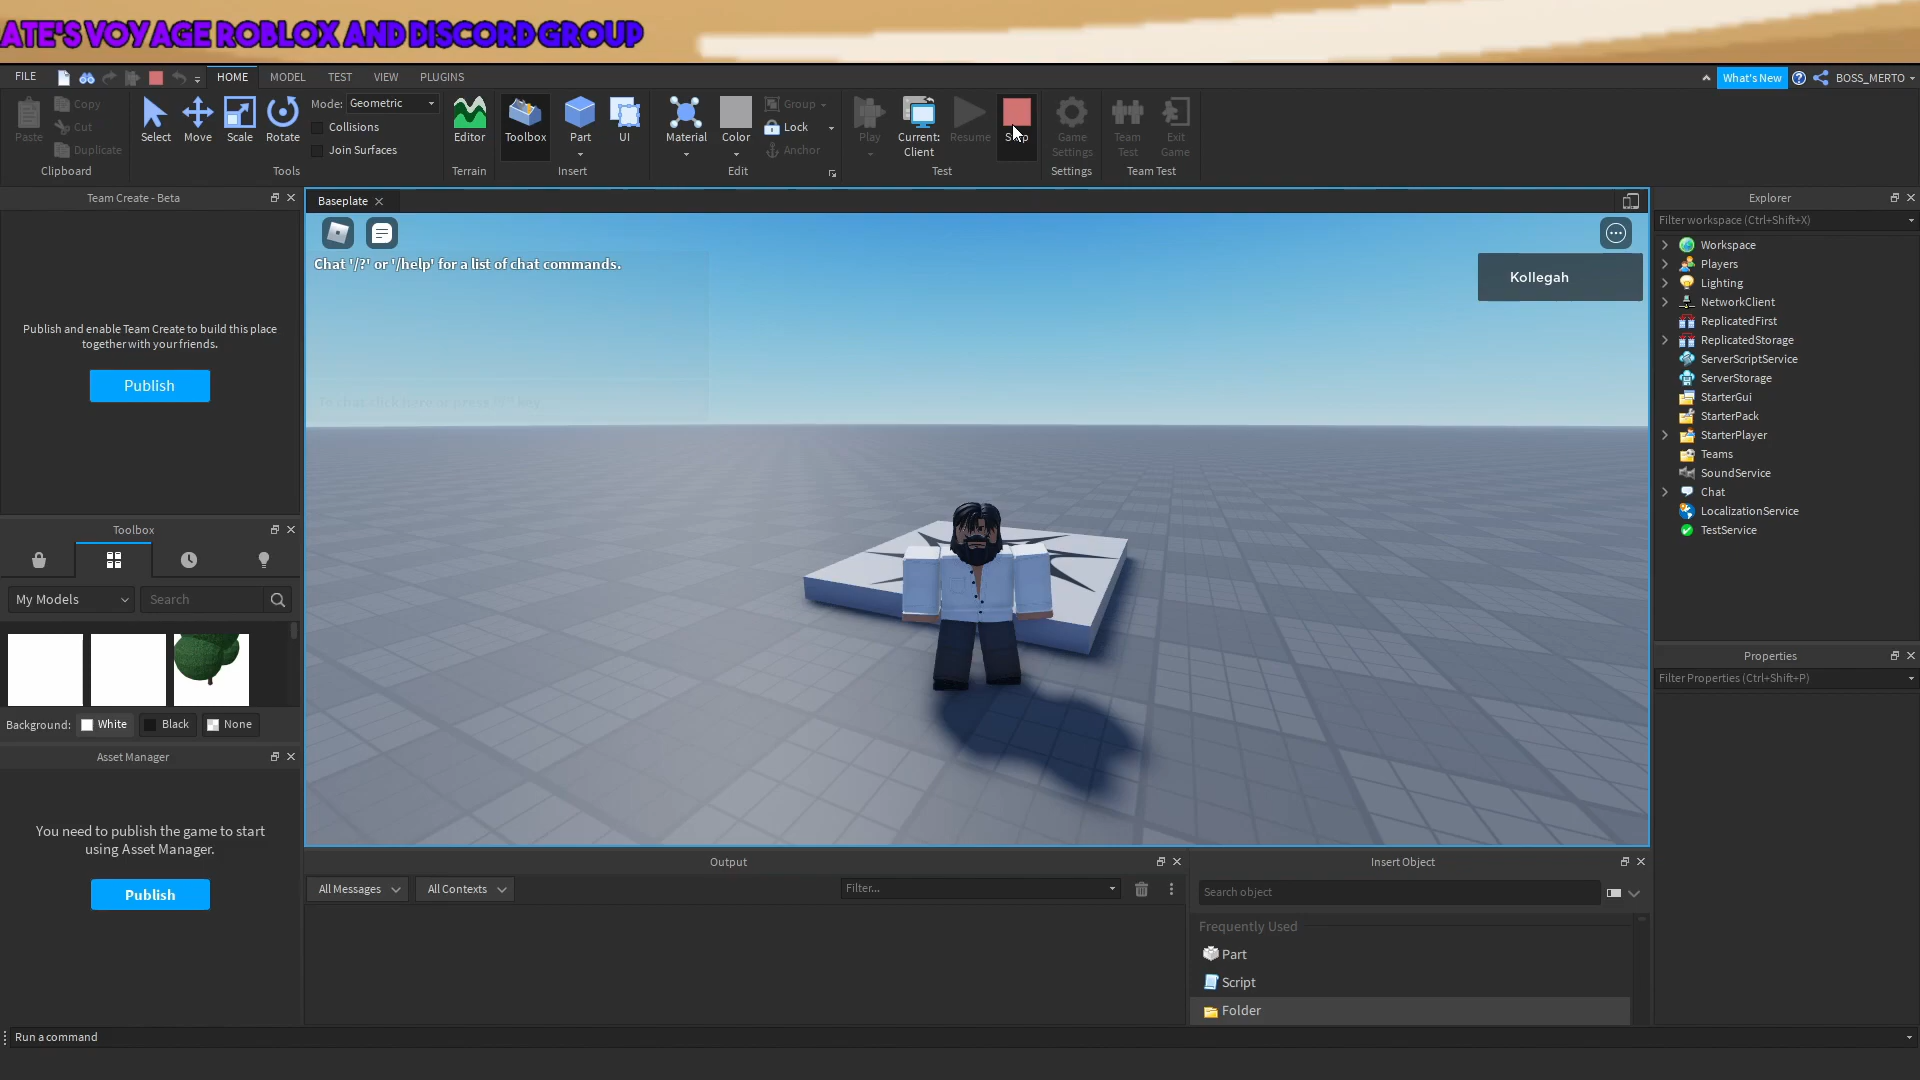 ATE'S VOYAGE ROBLOX AND DISCORD GROUP
FILE
HOME
MODEL
TEST
VIEW
PLUGINS
What's New
BOSS_MERTO
Paste
Copy
Cut
Duplicate
Clipboard
Select
Move
Scale
Rotate
Mode: Geometric
Collisions
Join Surfaces
Tools
Editor
Terrain
Toolbox
Part
UI
Insert
Material
Color
Group
Lock
Anchor
Edit
Play
Current:
Client
Resume
Stop
Test
Game
Settings
Settings
Team
Test
Exit
Game
Team Test
Team Create - Beta
Publish and enable Team Create to build this place
together with your friends.
Publish
Toolbox
My Models
Search
Background:
White
Black
None
Asset Manager
You need to publish the game to start
using Asset Manager.
Publish
Baseplate
Chat '/?' or '/help' for a list of chat commands.
Kollegah
Output
All Messages
All Contexts
Filter...
Insert Object
Search object
Frequently Used
Part
Script
Folder
Explorer
Filter workspace (Ctrl+Shift+X)
Workspace
Players
Lighting
NetworkClient
ReplicatedFirst
ReplicatedStorage
ServerScriptService
ServerStorage
StarterGui
StarterPack
StarterPlayer
Teams
SoundService
Chat
LocalizationService
TestService
Properties
Filter Properties (Ctrl+Shift+P)
Run a command